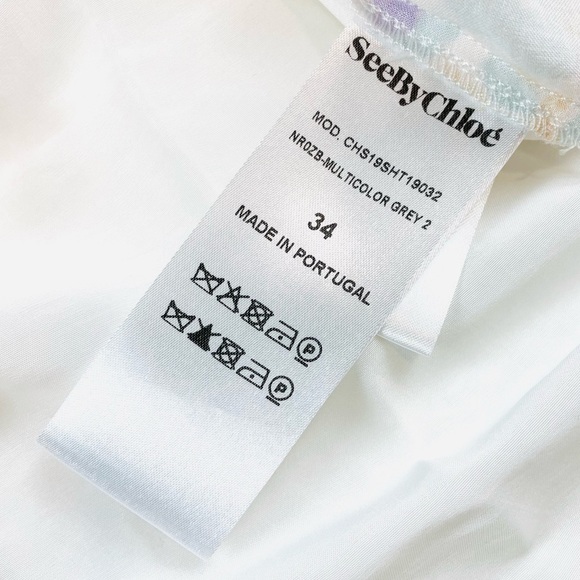 SeeByChloé
MOD. CHS19SHT19032
NR0ZB-MULTICOLOR GREY 2
34
MADE IN PORTUGAL
P
P